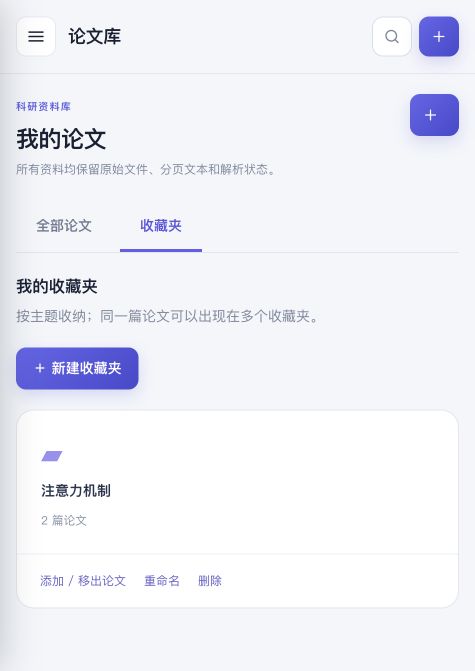 论文库
科研资料库
我的论文
所有资料均保留原始文件、分页文本和解析状态。
全部论文 收藏夹
我的收藏夹
按主题收纳；同一篇论文可以出现在多个收藏夹。
+ 新建收藏夹
注意力机制
2 篇论文
添加 / 移出论文 重命名 删除